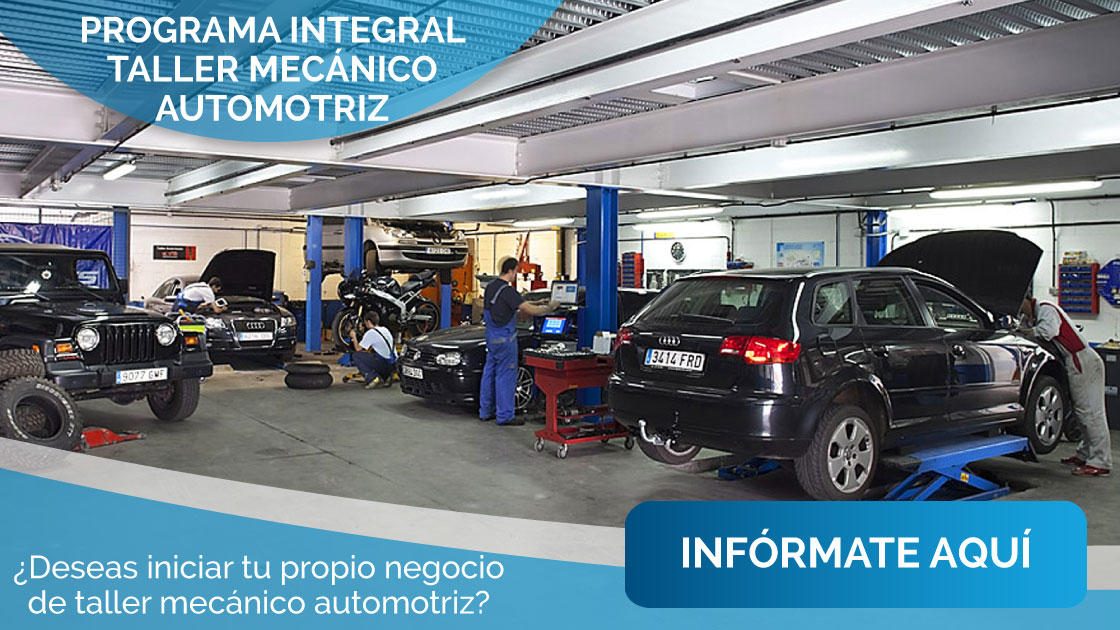 PROGRAMA INTEGRAL
TALLER MECÁNICO
AUTOMOTRIZ
9077 GWF
3414 FRD
¿Deseas iniciar tu propio negocio
de taller mecánico automotriz?
INFÓRMATE AQUÍ